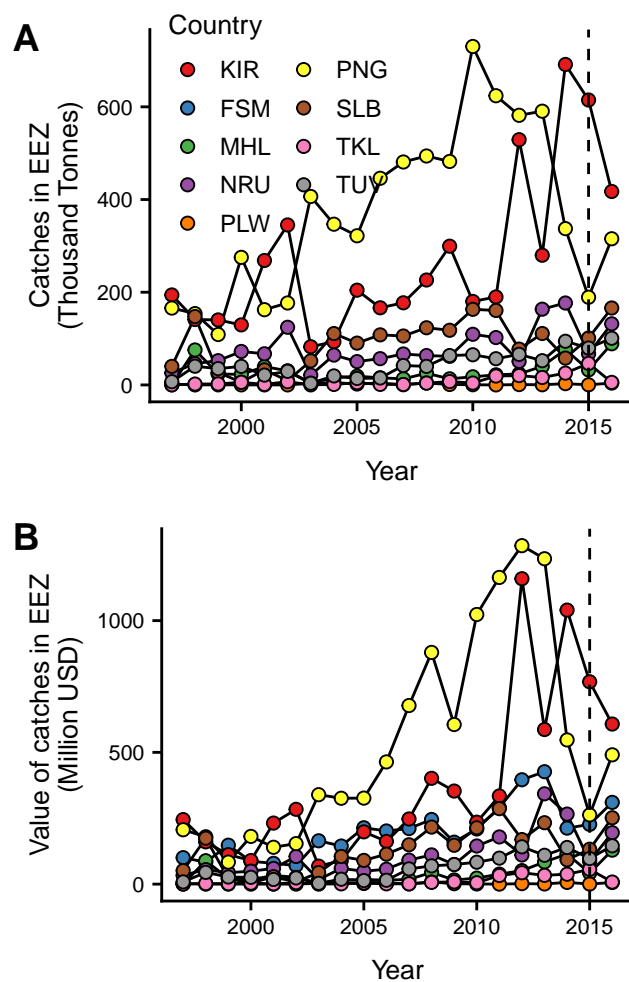 A
Country
KIR
PNG
FSM
SLB
MHL
TKL
NRU
TUV
PLW
Catches in EEZ
(Thousand Tonnes)
600
400
200
0
2000
2005
2010
2015
Year
B
Value of catches in EEZ
(Million USD)
1000
500
0
2000
2005
2010
2015
Year